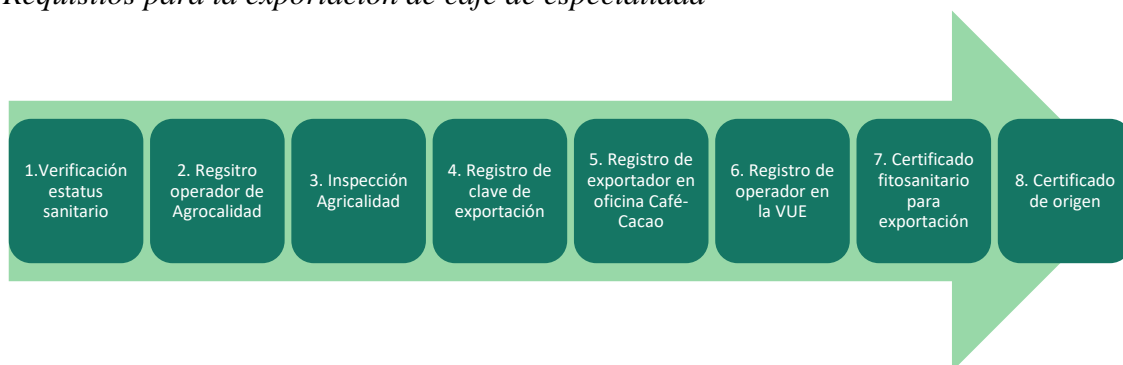 Requisitos para la exportación de café de especialidad
1.Verificación
estatus
sanitario
2. Regsitro
operador de
Agrocalidad
3. Inspección
Agricalidad
4. Registro de
clave de
exportación
5. Registro de
exportador en
oficina Café-
Cacao
6. Registro de
operador en
la VUE
7. Certificado
fitosanitario
para
exportación
8. Certificado
de origen